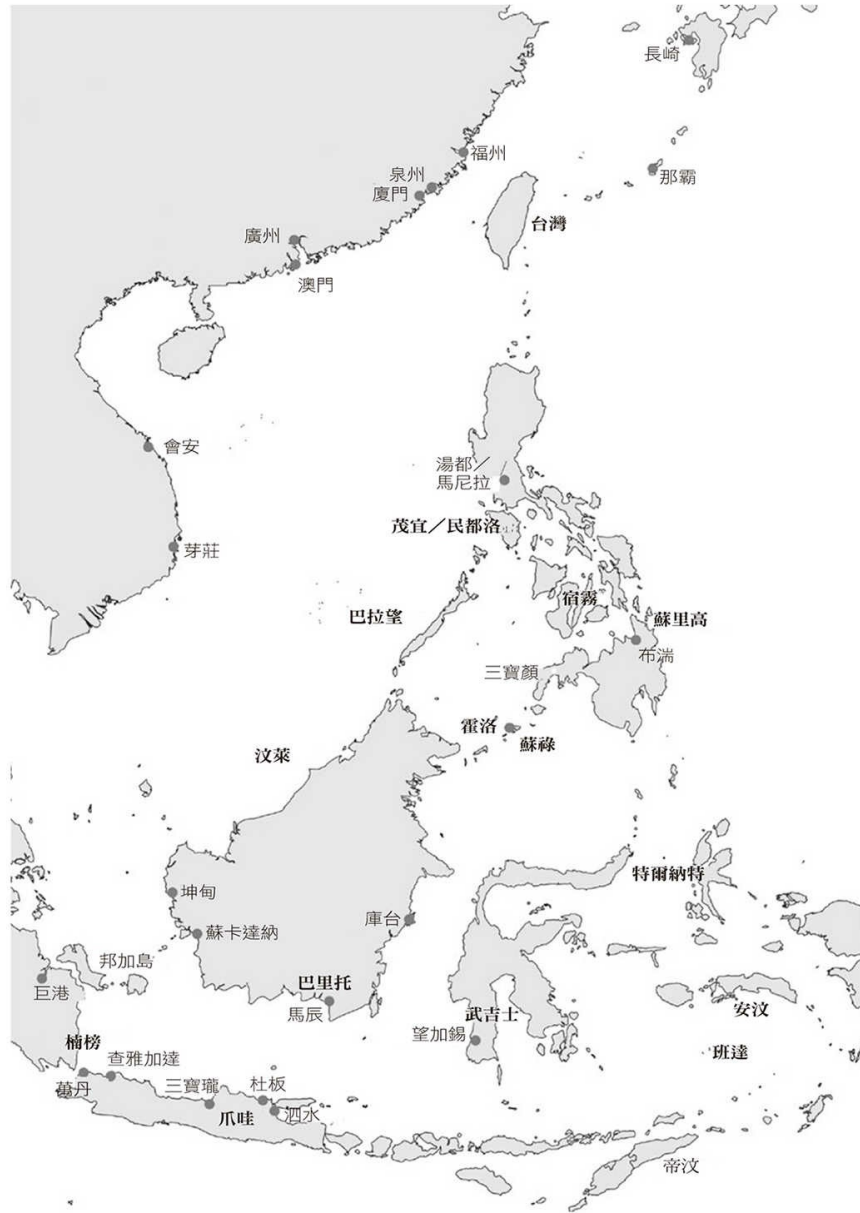 長崎
福州
泉州
廈門
那霸
台灣
廣州
澳門
會安
湯都／
馬尼拉
茂宜／民都洛
芽莊
宿霧
巴拉望
蘇里高
布湍
三寶顏
霍洛
蘇祿
汶萊
特爾納特
坤甸
庫台
蘇卡達納
邦加島
巴里托
巨港
馬辰
武吉士
安汶
望加錫
班達
楠榜
查雅加達
萬丹
三寶瓏
杜板
爪哇
泗水
帝汶